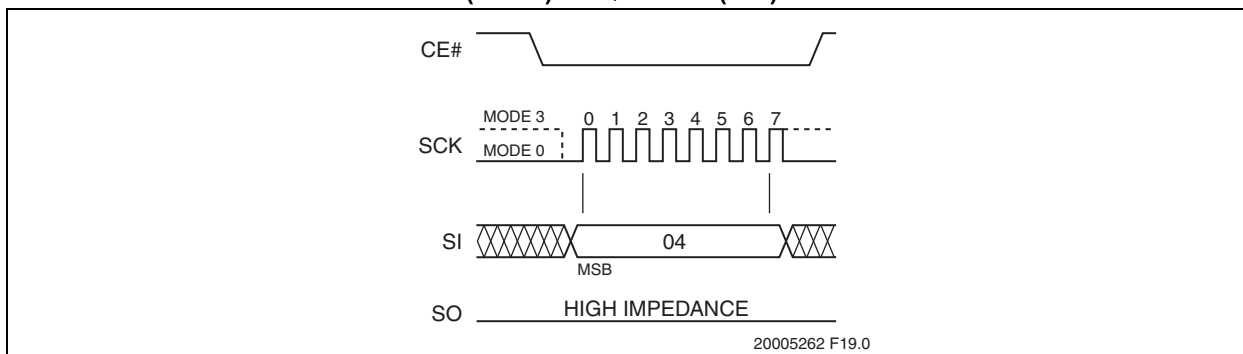 CE#
MODE 3
0 1 2 3 4 5 6 7
SCK
MODE 0
SI
04
MSB
SO
HIGH IMPEDANCE
20005262 F19.0